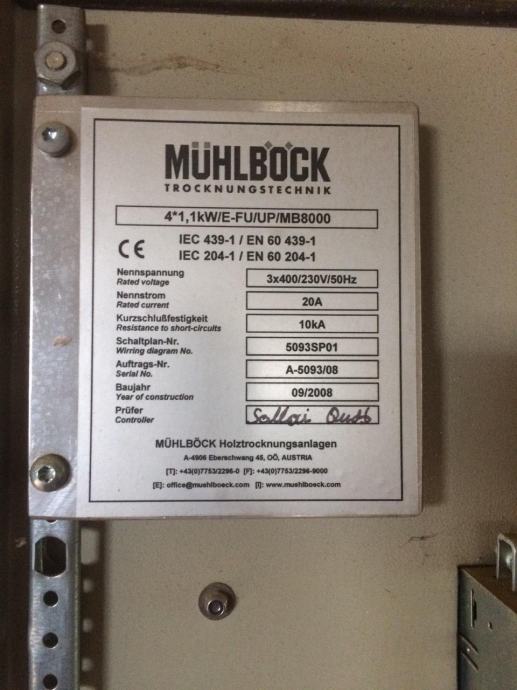 MÜHLBÖCK
TROCKNUNGSTECHNIK
4*1,1kW/E-FU/UP/MB8000
CE IEC 439-1 / EN 60 439-1
IEC 204-1 / EN 60 204-1
Nennspannung
Rated voltage
3x400/230V/50Hz
Nennstrom
Rated current
20A
Kurzschlußfestigkeit
Resistance to short-circuits
10kA
Schaltplan-Nr.
Wirring diagram No.
5093SP01
Auftrags-Nr.
Serial No.
A-5093/08
Baujahr
Year of construction
09/2008
Prüfer
Controller
MÜHLBÖCK Holztrocknungsanlagen
A-4906 Eberschwang 45, OÖ, AUSTRIA
[T]: +43(0)7753/2296-0 [F]: +43(0)7753/2296-9000
[E]: office@muehlboeck.com [I]: www.muehlboeck.com